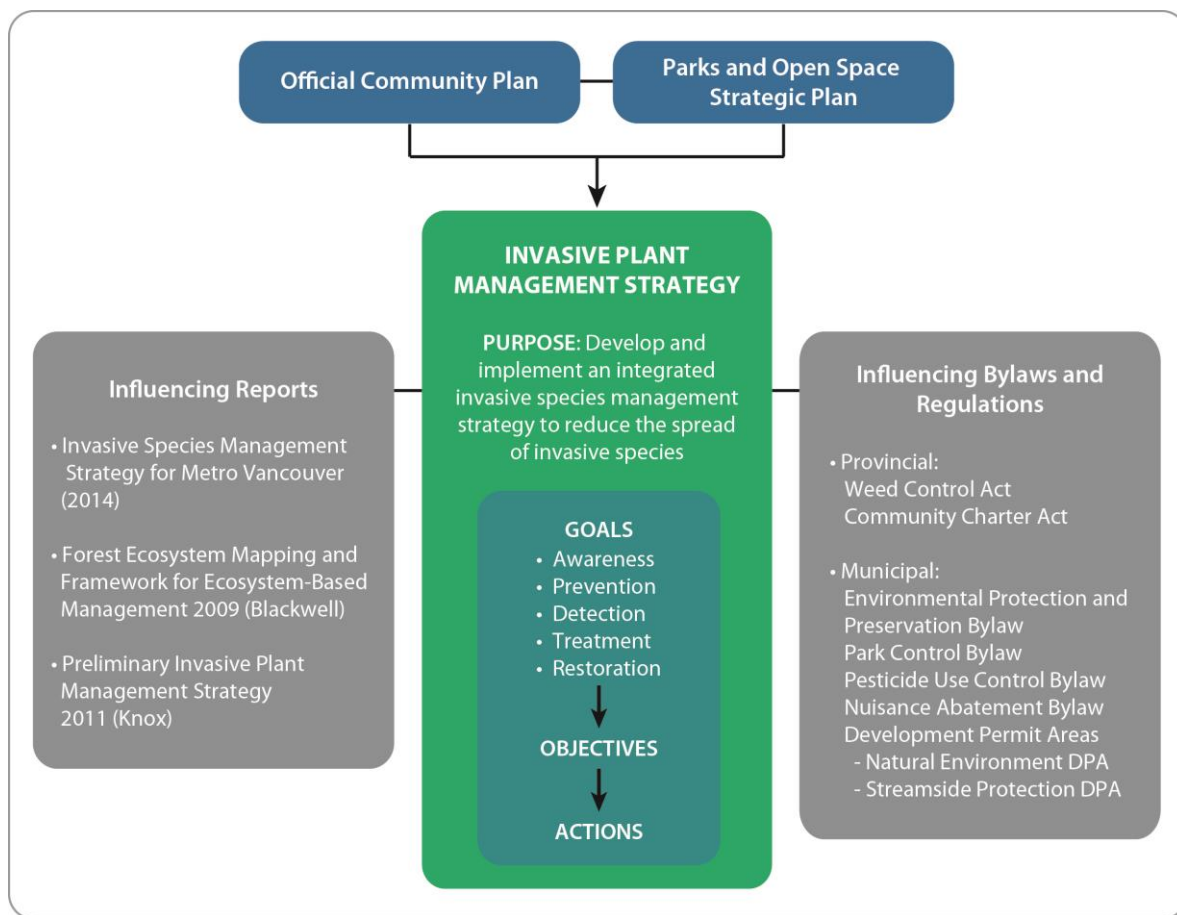 Official Community Plan
Parks and Open Space
Strategic Plan
INVASIVE PLANT
MANAGEMENT STRATEGY
PURPOSE: Develop and
implement an integrated
invasive species management
strategy to reduce the spread
of invasive species
GOALS
• Awareness
• Prevention
• Detection
• Treatment
• Restoration
OBJECTIVES
ACTIONS
Influencing Reports
• Invasive Species Management
Strategy for Metro Vancouver
(2014)
• Forest Ecosystem Mapping and
Framework for Ecosystem-Based
Management 2009 (Blackwell)
• Preliminary Invasive Plant
Management Strategy
2011 (Knox)
Influencing Bylaws and
Regulations
• Provincial:
Weed Control Act
Community Charter Act
• Municipal:
Environmental Protection and
Preservation Bylaw
Park Control Bylaw
Pesticide Use Control Bylaw
Nuisance Abatement Bylaw
Development Permit Areas
- Natural Environment DPA
- Streamside Protection DPA